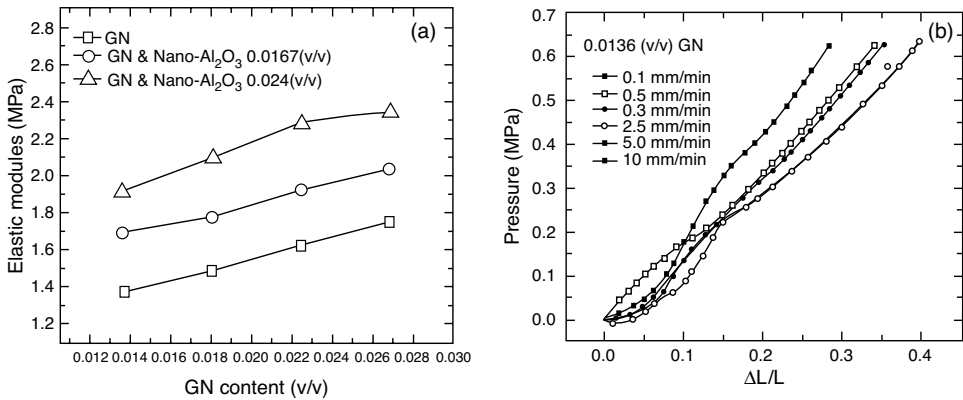 (a)
GN
GN & Nano-Al₂O₃ 0.0167(v/v)
GN & Nano-Al₂O₃ 0.024(v/v)
Elastic modules (MPa)
2.8
2.6
2.4
2.2
2.0
1.8
1.6
1.4
1.2
0.012 0.014 0.016 0.018 0.020 0.022 0.024 0.026 0.028 0.030
GN content (v/v)
(b)
0.0136 (v/v) GN
0.1 mm/min
0.5 mm/min
0.3 mm/min
2.5 mm/min
5.0 mm/min
10 mm/min
Pressure (MPa)
0.7
0.6
0.5
0.4
0.3
0.2
0.1
0.0
0.0 0.1 0.2 0.3 0.4
ΔL/L